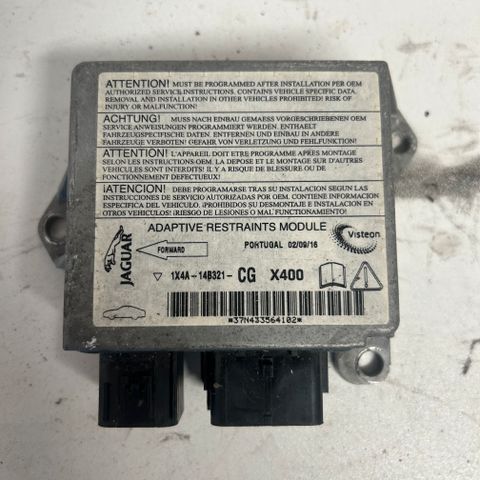 ATTENTION! MUST BE PROGRAMMED AFTER INSTALLATION PER OEM
AUTHORIZED SERVICE INSTRUCTIONS. CONTAINS VEHICLE SPECIFIC DATA,
REMOVAL AND INSTALLATION IN OTHER VEHICLES PROHIBITED! RISK OF
INJURY OR MALFUNCTION!
ACHTUNG! MUSS NACH EINBAU GEMAESS VORGESCHRIEBENEN OEM
SERVICE ANWEISUNGEN PROGRAMMIERT WERDEN. ENTHAELT
FAHRZEUGSPECIFISCHE DATEN ENTFERNEN UND EINBAU IN ANDERE
FAHRZEUGE VERBOTEN! GEFAHR VON VERLETZUNG UND FEHLFUNKTION!
ATTENTION! L'APPAREIL DOIT ETRE PROGRAMME APRES MONTAGE
SELON LES INSTRUCTIONS-OEM. LA DEPOSE ET LE MONTAGE SUR D'AUTRES
VEHICULES SONT INTERDITS! IL Y A RISQUE DE BLESSURE OU DE
FONCTIONNEMENT DEFECTUEUX!
¡ATENCION! DEBE PROGRAMARSE TRAS SU INSTALACION SEGUN LAS
INSTRUCCIONES DE SERVICIO AUTORIZADAS POR OEM. CONTIENE INFORMACION
ESPECIFICA DEL VEHICULO. ¡PROHIBIDO SU DESMONTAJE E INSTALACION EN
OTROS VEHICULOS! ¡RIESGO DE LESIONES O MAL FUNCIONAMIENTO!
ADAPTIVE RESTRAINTS MODULE
JAGUAR
FORWARD
PORTUGAL 02/09/16
Visteon
1X4A-14B321- CG X400
*37N433564102*